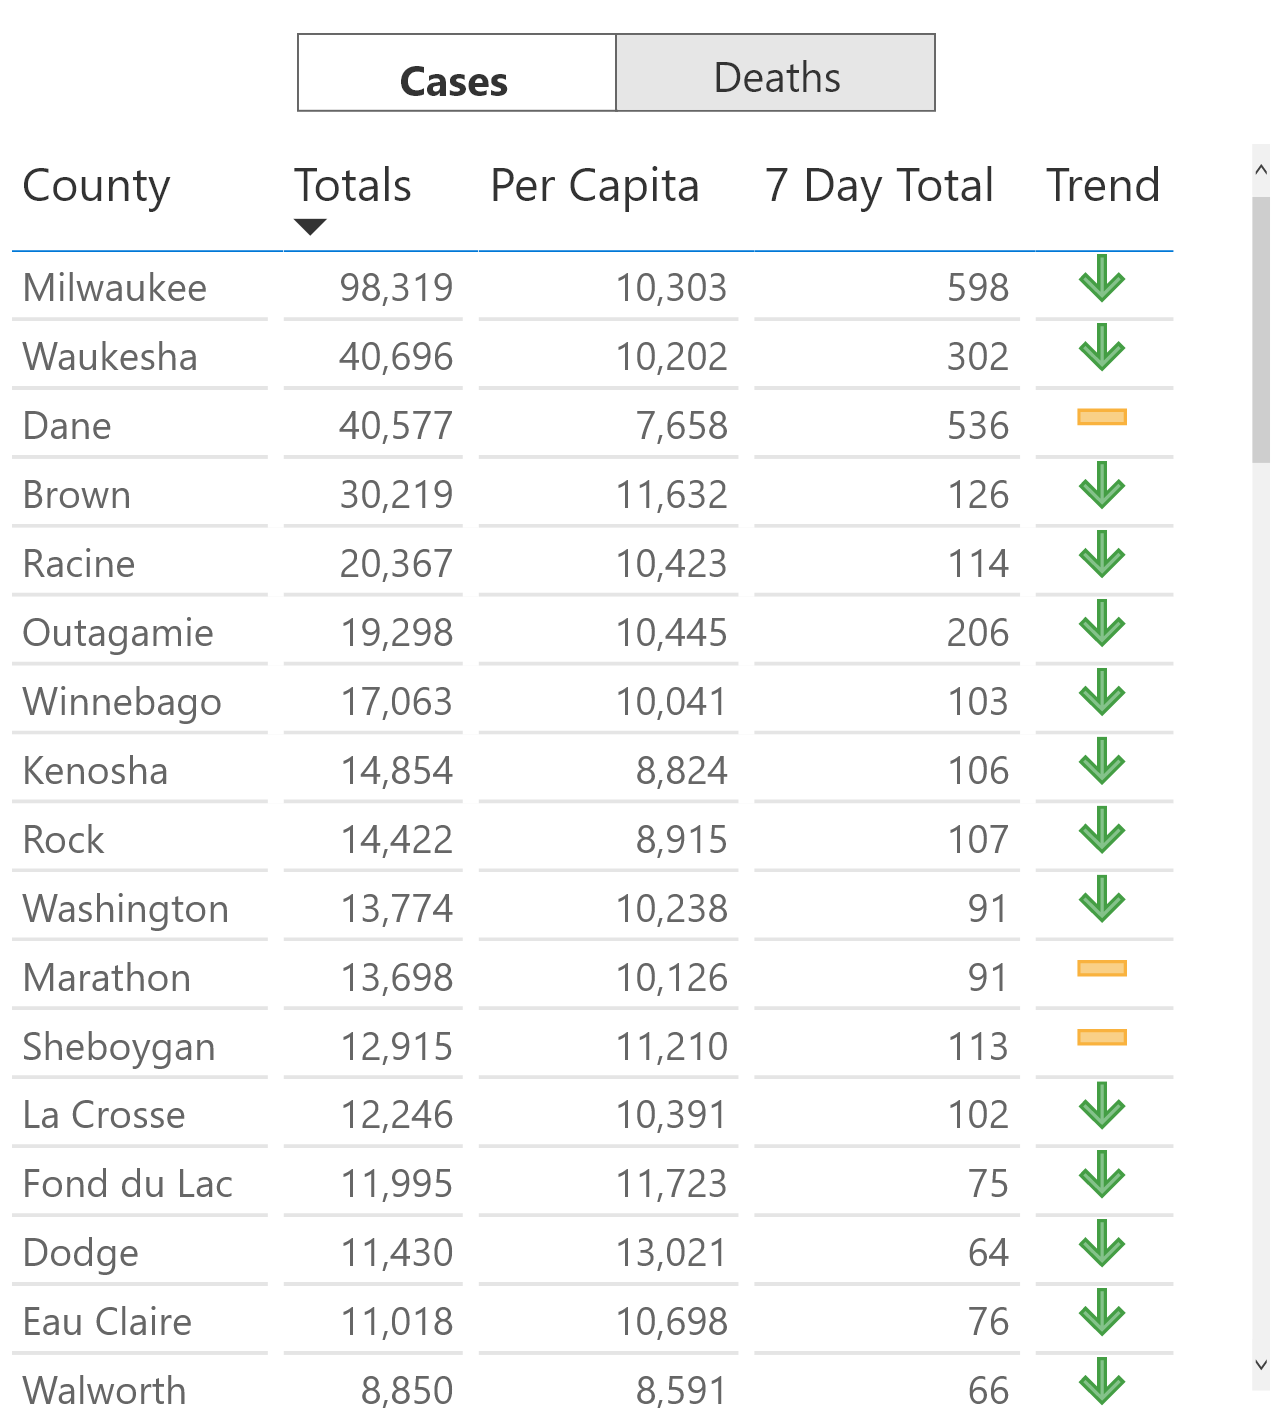 Cases Deaths
County Totals Per Capita 7 Day Total Trend
Milwaukee 98,319 10,303 598
Waukesha 40,696 10,202 302
Dane 40,577 7,658 536
Brown 30,219 11,632 126
Racine 20,367 10,423 114
Outagamie 19,298 10,445 206
Winnebago 17,063 10,041 103
Kenosha 14,854 8,824 106
Rock 14,422 8,915 107
Washington 13,774 10,238 91
Marathon 13,698 10,126 91
Sheboygan 12,915 11,210 113
La Crosse 12,246 10,391 102
Fond du Lac 11,995 11,723 75
Dodge 11,430 13,021 64
Eau Claire 11,018 10,698 76
Walworth 8,850 8,591 66